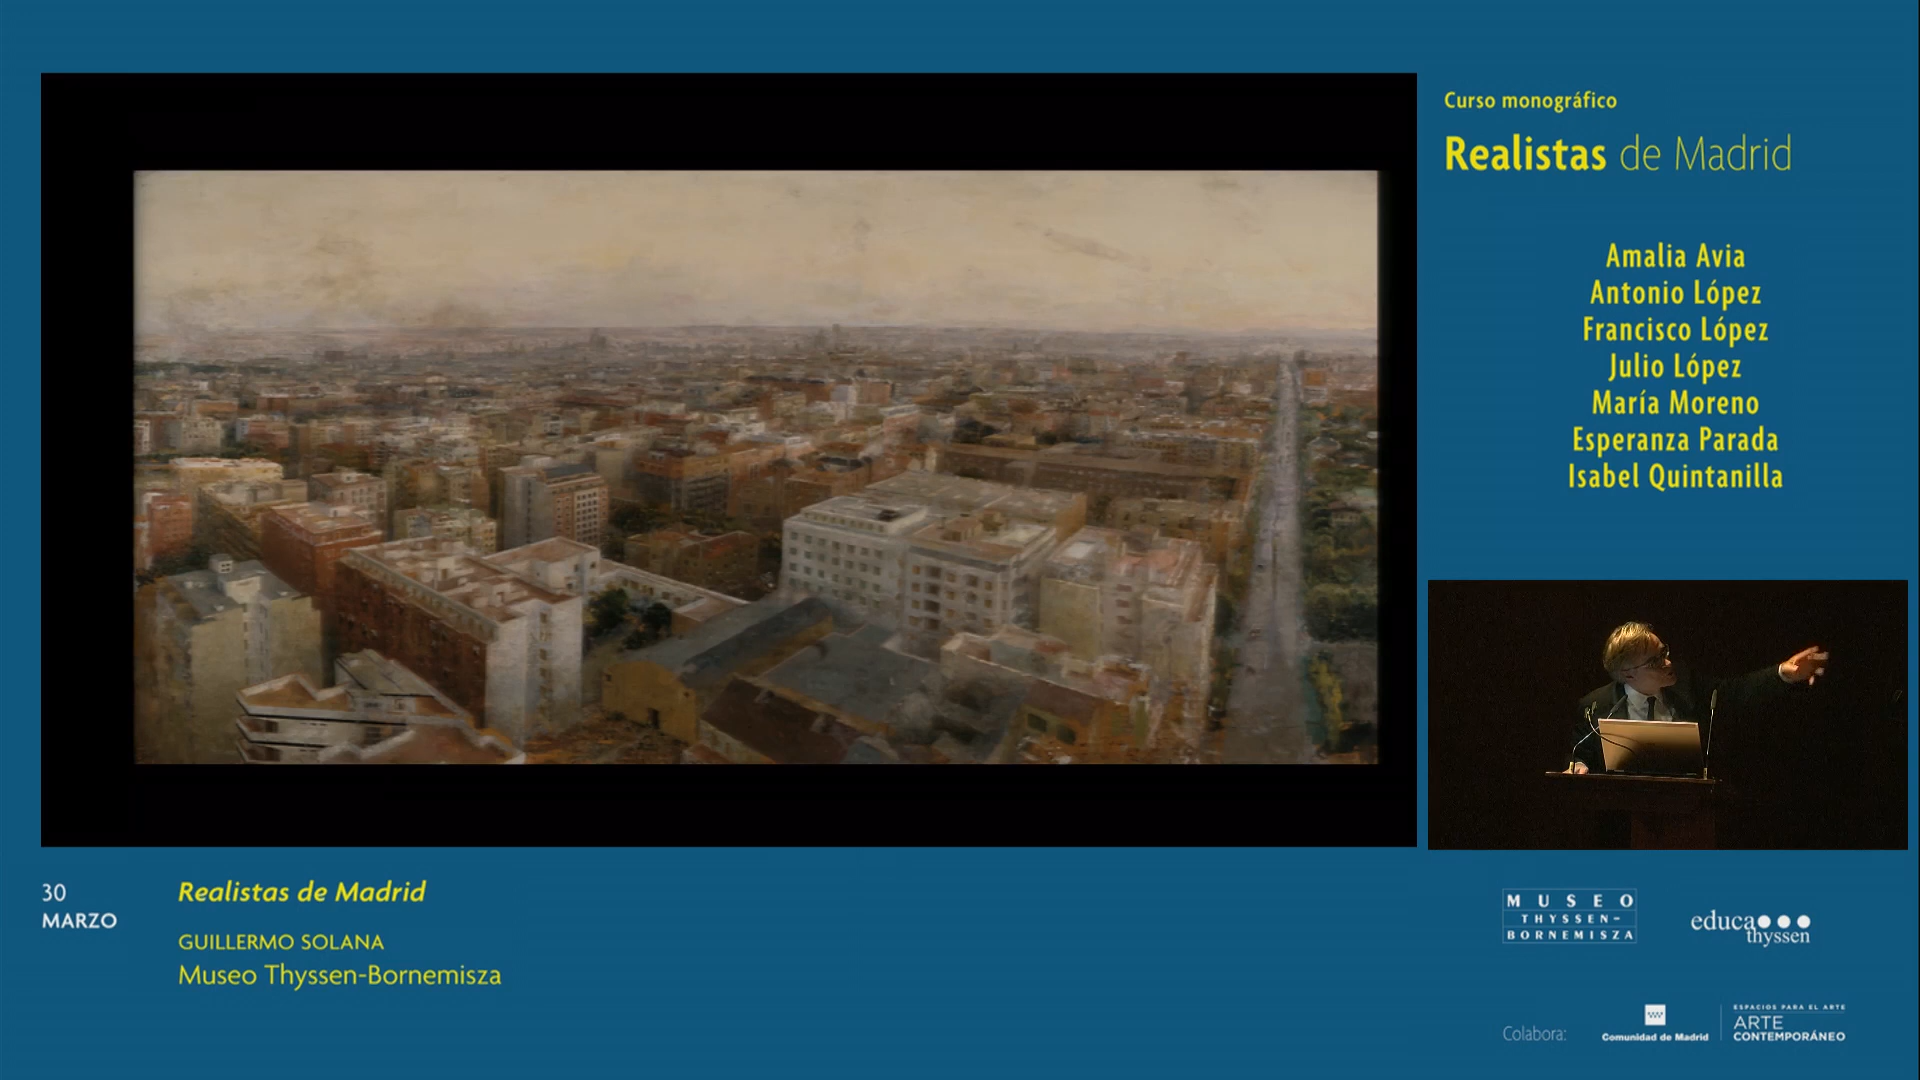 Curso monográfico
Realistas de Madrid
Amalia Avia
Antonio López
Francisco López
Julio López
María Moreno
Esperanza Parada
Isabel Quintanilla
30
MARZO
Realistas de Madrid
GUILLERMO SOLANA
Museo Thyssen-Bornemisza
MUSEO
THYSSEN-
BORNEMISZA
educa
thyssen
Colabora:
Comunidad de Madrid
ESPACIOS PARA EL ARTE
ARTE
CONTEMPORÁNEO